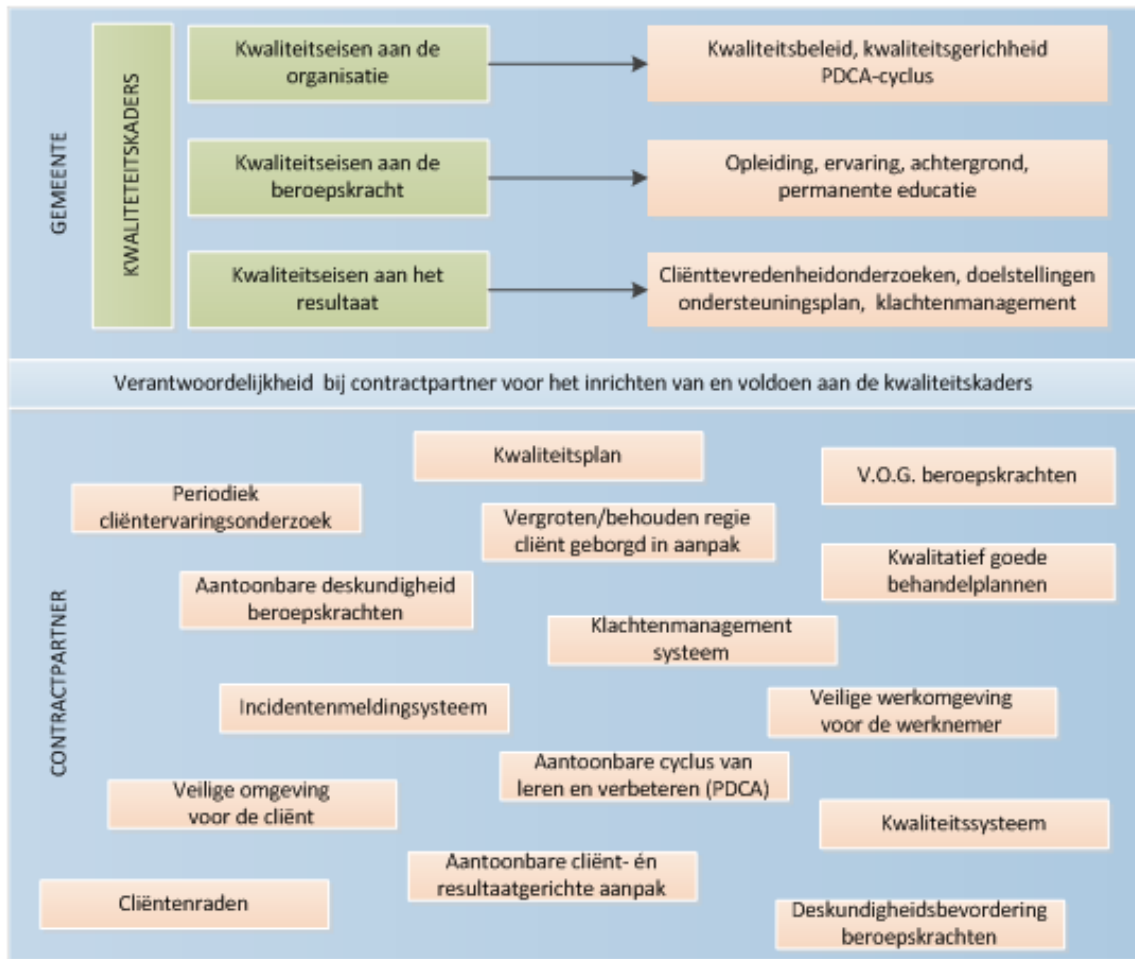 GEMEENTE
KWALITETEITSKADERS
Kwaliteitseisen aan de
organisatie
Kwaliteitsbeleid, kwaliteitsgerichheid
PDCA-cyclus
Kwaliteitseisen aan de
beroepskracht
Opleiding, ervaring, achtergrond,
permanente educatie
Kwaliteitseisen aan het
resultaat
Cliënttevredenheidonderzoeken, doelstellingen
ondersteuningsplan, klachtenmanagement
Verantwoordelijkheid bij contractpartner voor het inrichten van en voldoen aan de kwaliteitskaders
CONTRACTPARTNER
Kwaliteitsplan
V.O.G. beroepskrachten
Periodiek
cliëntervaringsonderzoek
Vergroten/behouden regie
cliënt geborgd in aanpak
Kwalitatief goede
behandelplannen
Aantoonbare deskundigheid
beroepskrachten
Klachtenmanagement
systeem
Incidentenmeldingsysteem
Veilige werkomgeving
voor de werknemer
Aantoonbare cyclus van
leren en verbeteren (PDCA)
Veilige omgeving
voor de cliënt
Kwaliteitssysteem
Aantoonbare cliënt- én
resultaatgerichte aanpak
Cliëntenraden
Deskundigheidsbevordering
beroepskrachten